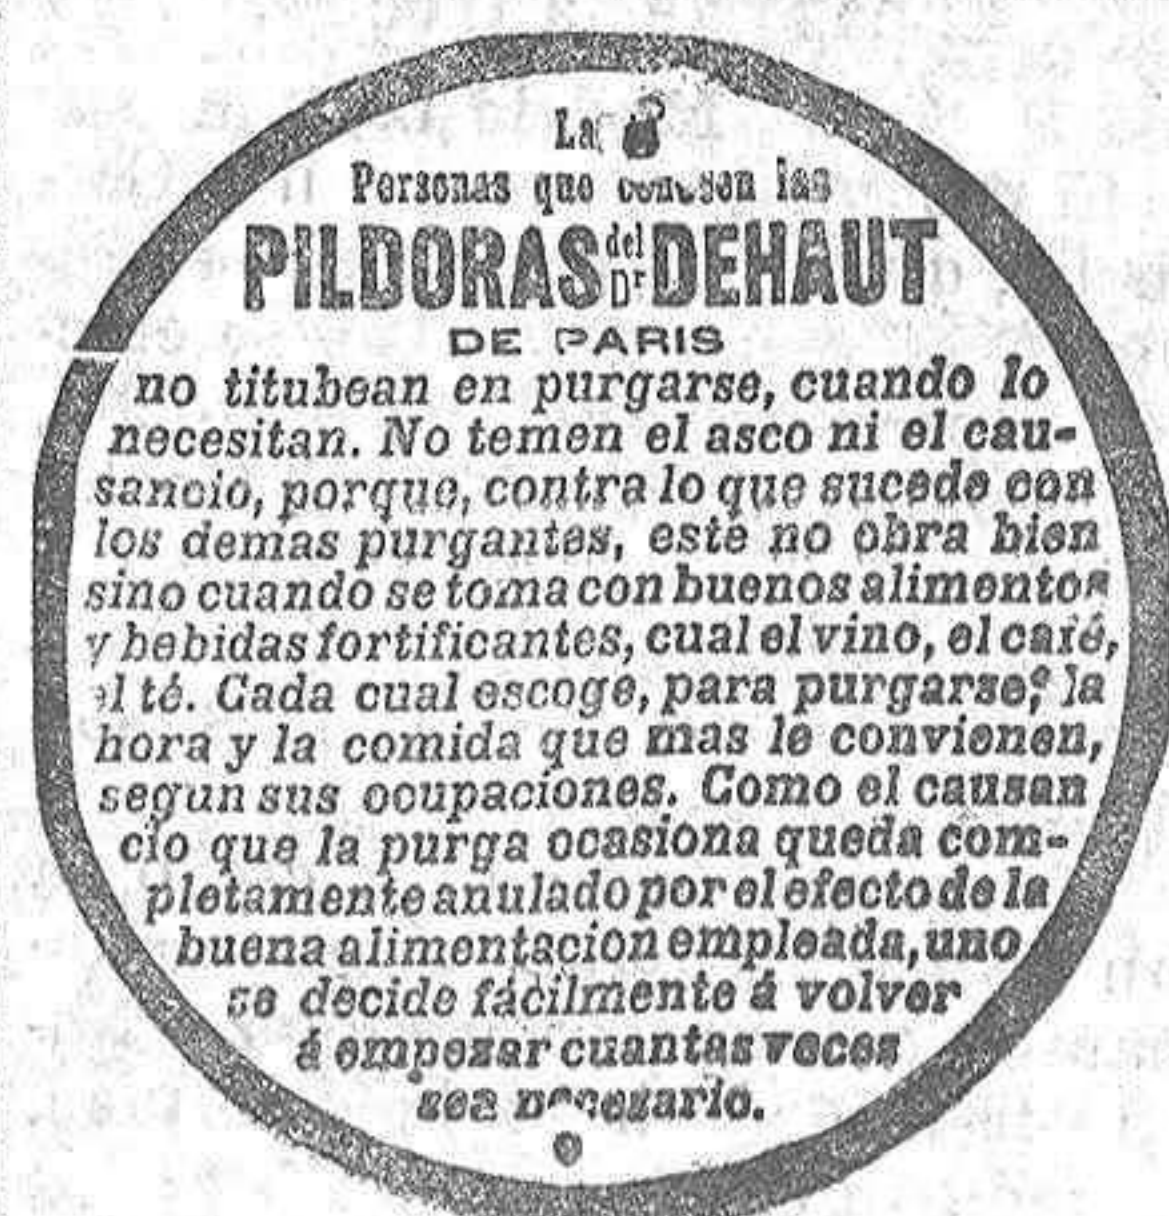 Las
Personas que conocen las
PILDORAS del Dr DEHAUT
DE PARIS
no titubean en purgarse, cuando lo
necesitan. No temen el asco ni el cau-
sancio, porque, contra lo que sucede con
los demas purgantes, este no obra bien
sino cuando se toma con buenos alimentos
y bebidas fortificantes, cual el vino, el café,
el té. Cada cual escoge, para purgarse, la
hora y la comida que mas le convienen,
segun sus ocupaciones. Como el causan
cio que la purga ocasiona queda com-
pletamente anulado por el efecto de la
buena alimentacion empleada, uno
se decide fácilmente á volver
á empezar cuantas veces
sea necesario.